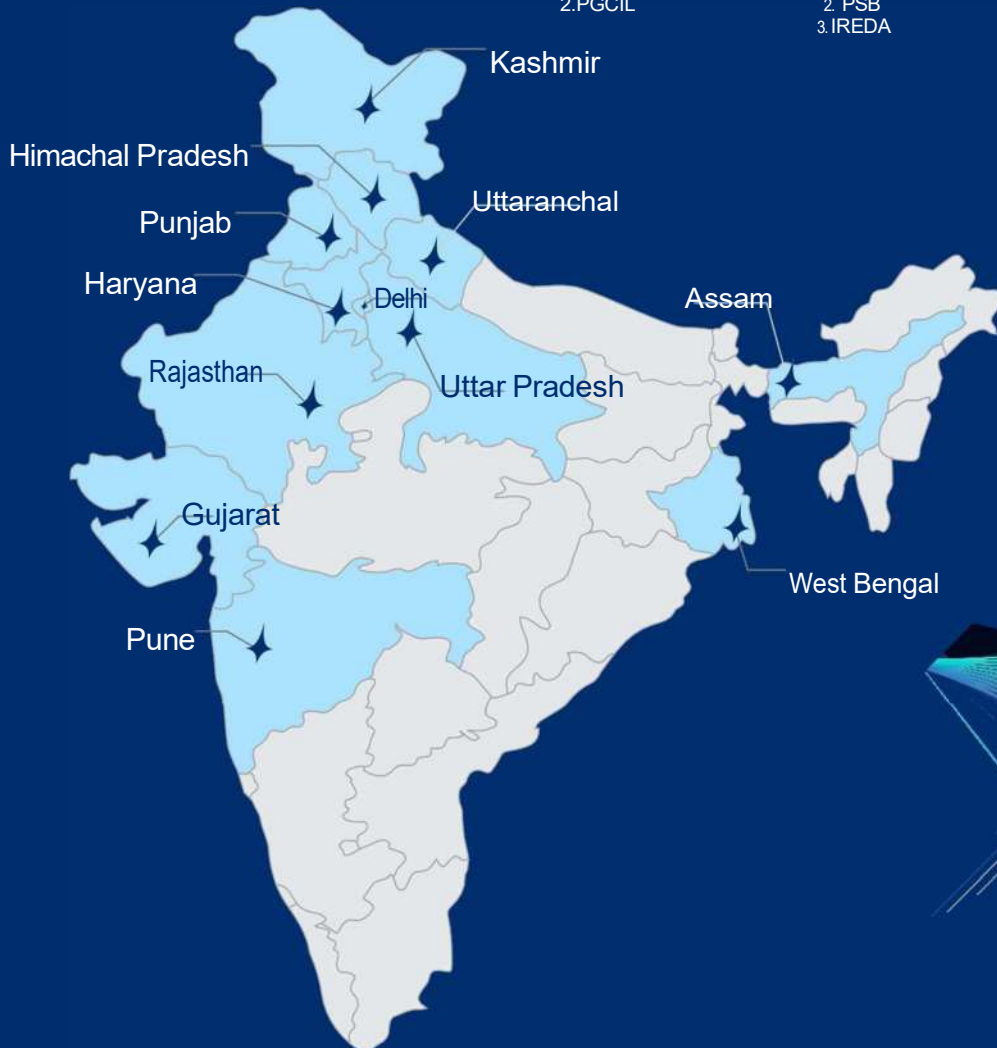 2.PGCIL
2. PSB
3. IREDA
Kashmir
Himachal Pradesh
Uttaranchal
Punjab
Haryana
Delhi
Assam
Rajasthan
Uttar Pradesh
Gujarat
West Bengal
Pune